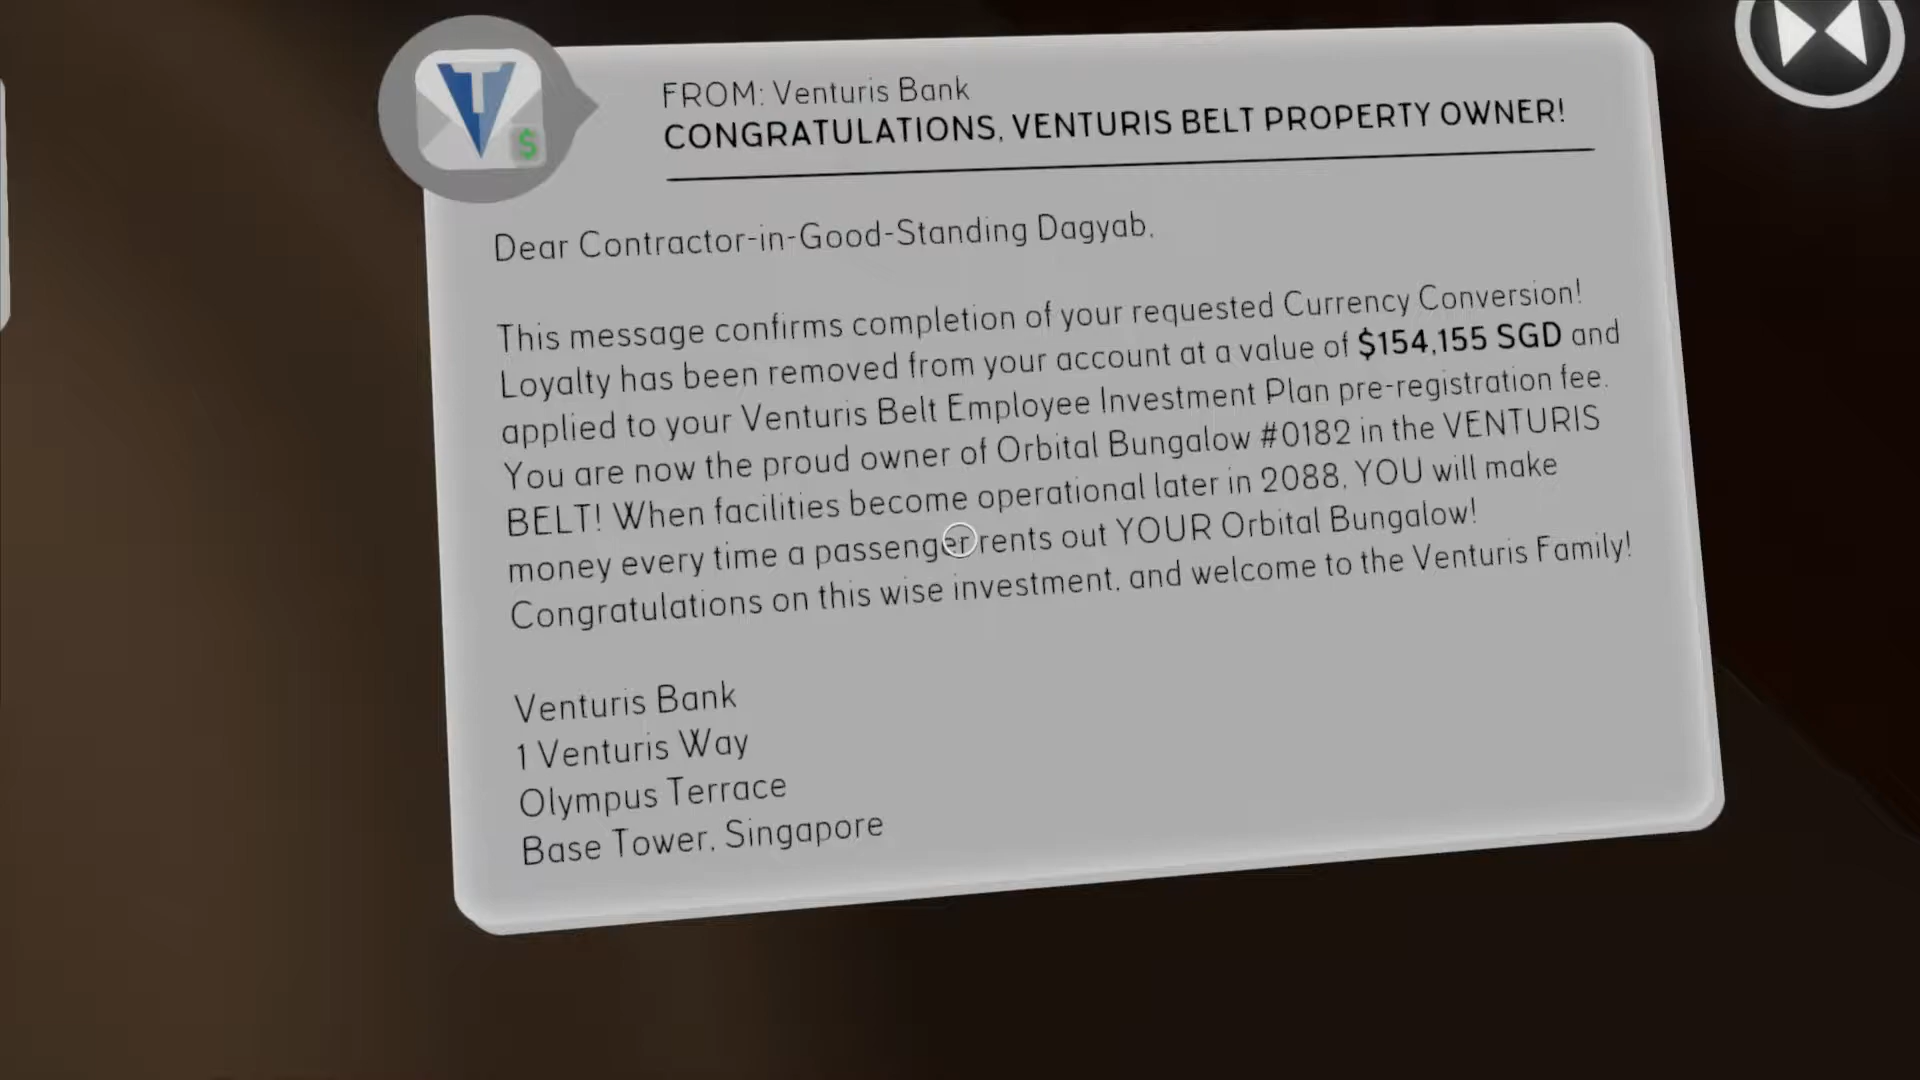 FROM: Venturis Bank
CONGRATULATIONS, VENTURIS BELT PROPERTY OWNER!
Dear Contractor-in-Good-Standing Dagyab,
This message confirms completion of your requested Currency Conversion!
Loyalty has been removed from your account at a value of $154,155 SGD and
applied to your Venturis Belt Employee Investment Plan pre-registration fee.
You are now the proud owner of Orbital Bungalow #0182 in the VENTURIS
BELT! When facilities become operational later in 2088, YOU will make
money every time a passenger rents out YOUR Orbital Bungalow!
Congratulations on this wise investment, and welcome to the Venturis Family!
Venturis Bank
1 Venturis Way
Olympus Terrace
Base Tower, Singapore
T
$